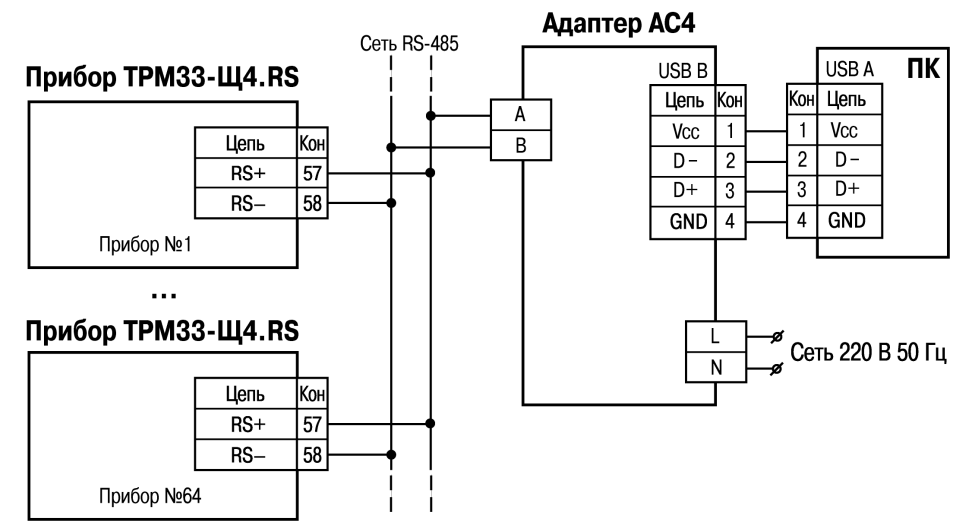 Адаптер АС4
Сеть RS-485
Прибор ТРМ33-Щ4.RS
Цепь Кон
RS+ 57
RS– 58
Прибор №1
...
Прибор ТРМ33-Щ4.RS
Цепь Кон
RS+ 57
RS– 58
Прибор №64
A
B
USB B
Цепь Кон
Vcc 1
D – 2
D+ 3
GND 4
L
N
Сеть 220 В 50 Гц
ПК
USB A
Кон Цепь
1 Vcc
2 D –
3 D+
4 GND